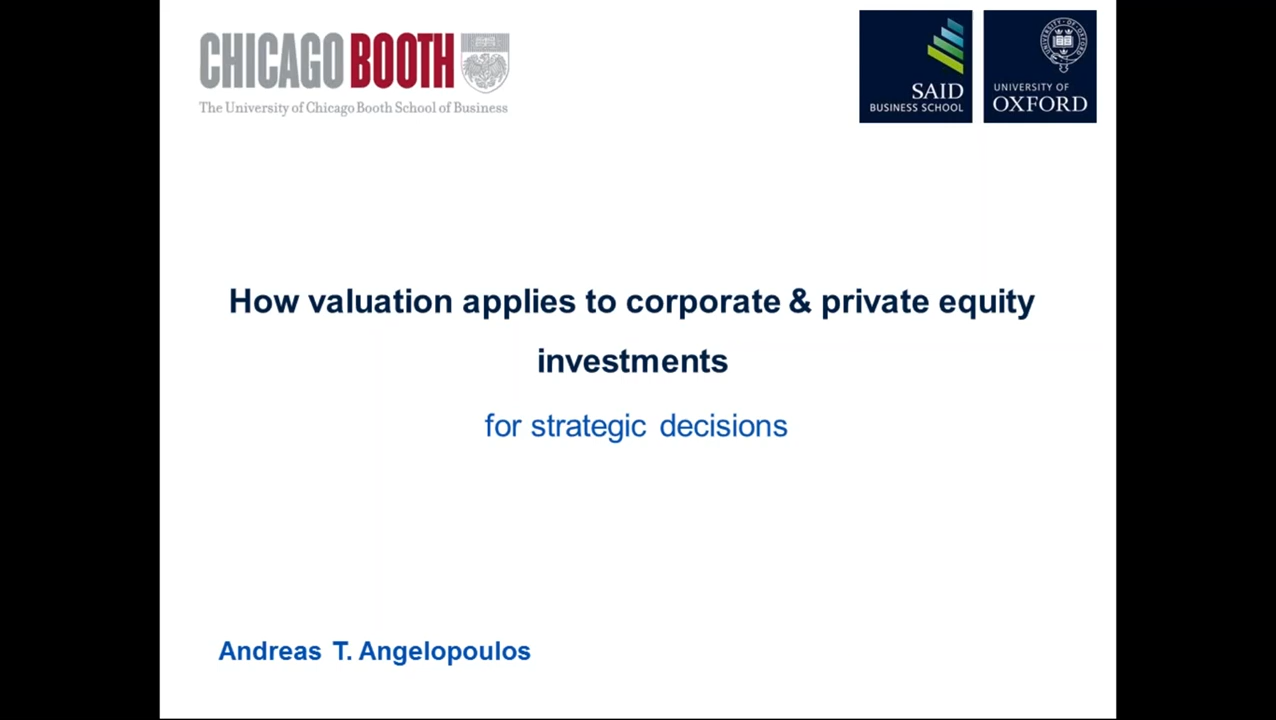 CHICAGO BOOTH
The University of Chicago Booth School of Business
SAID
BUSINESS SCHOOL
UNIVERSITY OF
OXFORD
How valuation applies to corporate & private equity
investments
for strategic decisions
Andreas T. Angelopoulos